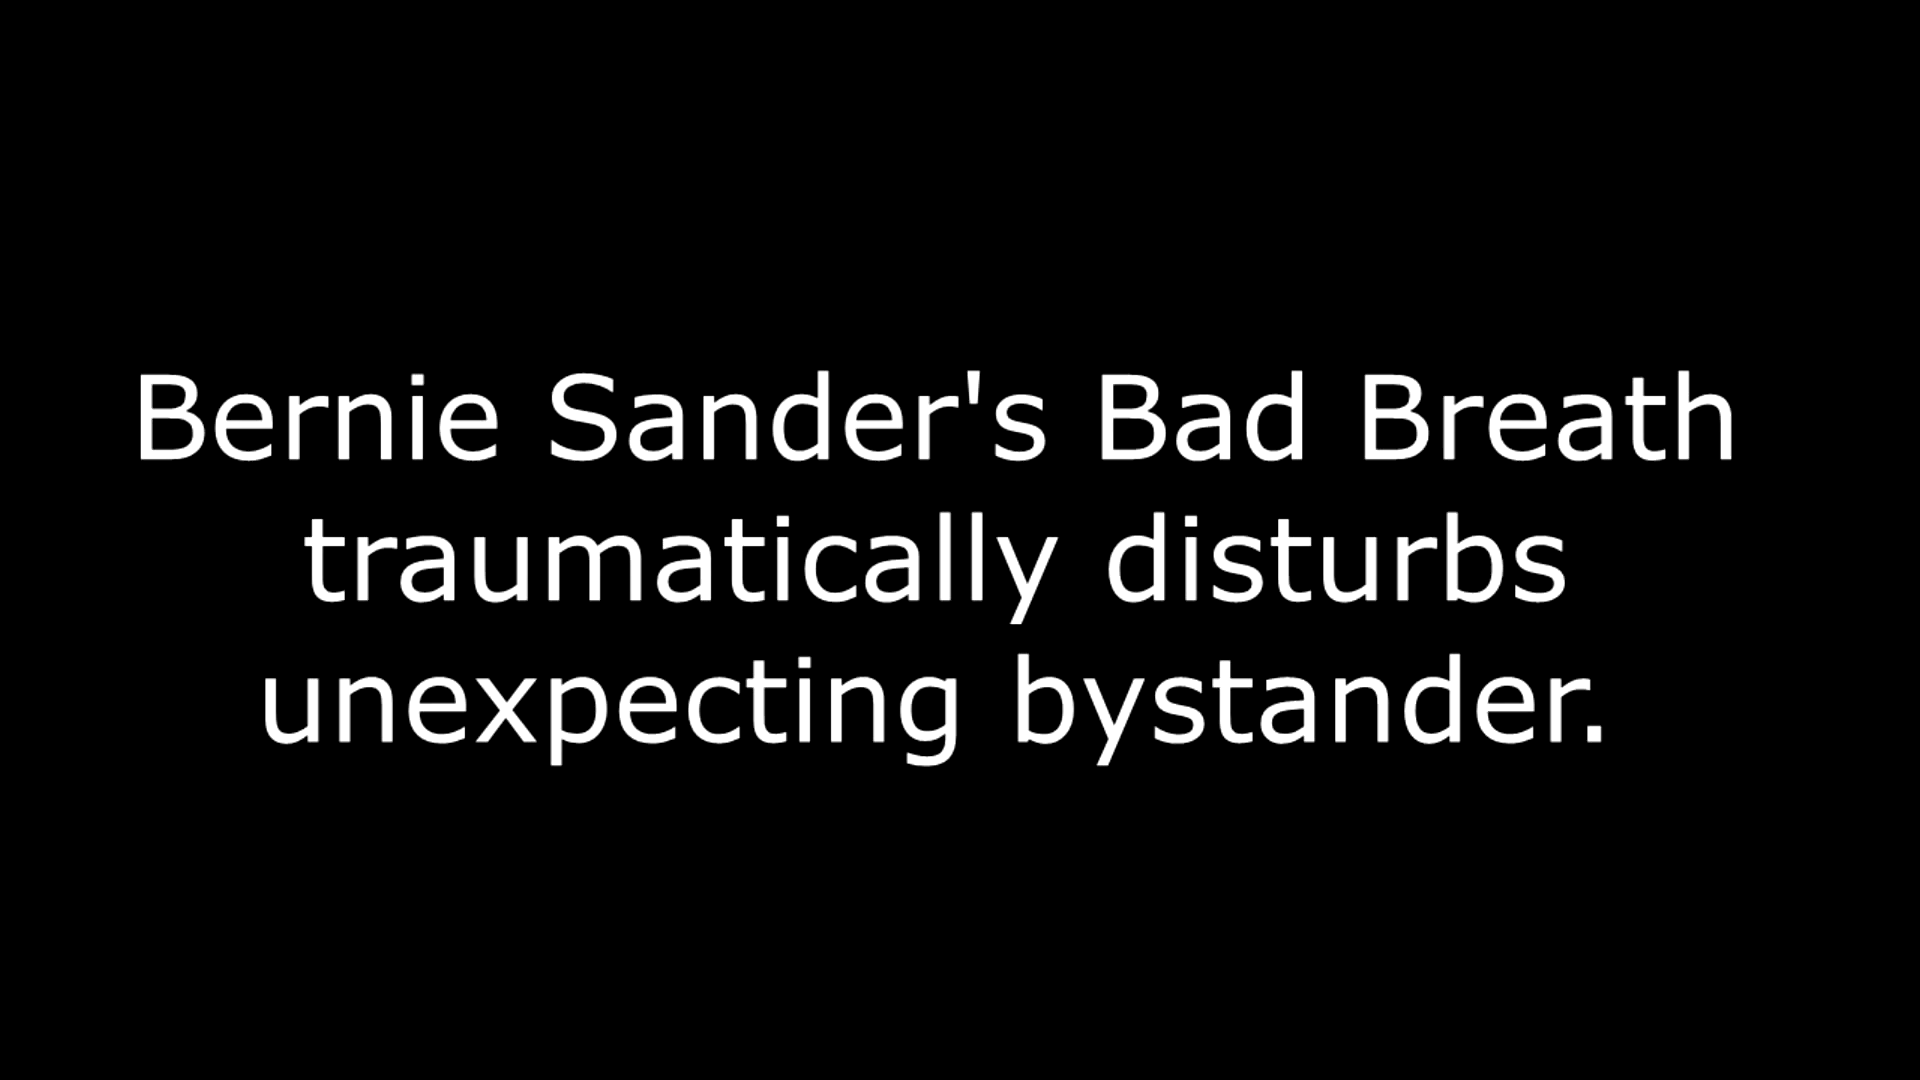 Bernie Sander's Bad Breath
traumatically disturbs
unexpecting bystander.